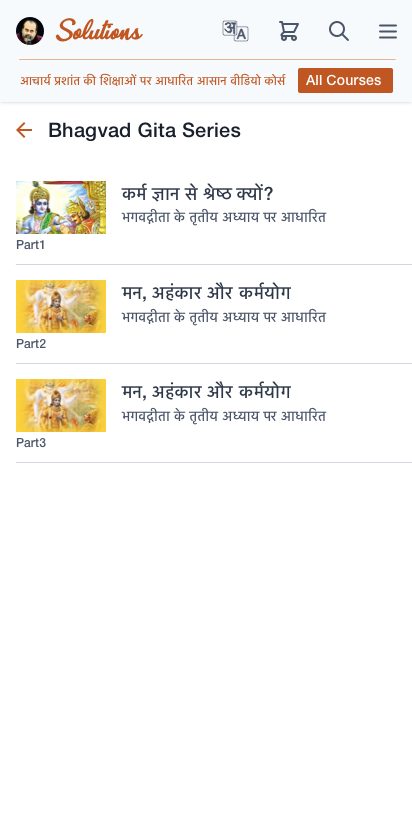 Solutions
अ A
आचार्य प्रशांत की शिक्षाओं पर आधारित आसान वीडियो कोर्स
All Courses
Bhagvad Gita Series
कर्म ज्ञान से श्रेष्ठ क्यों?
भगवद्गीता के तृतीय अध्याय पर आधारित
Part1
मन, अहंकार और कर्मयोग
भगवद्गीता के तृतीय अध्याय पर आधारित
Part2
मन, अहंकार और कर्मयोग
भगवद्गीता के तृतीय अध्याय पर आधारित
Part3